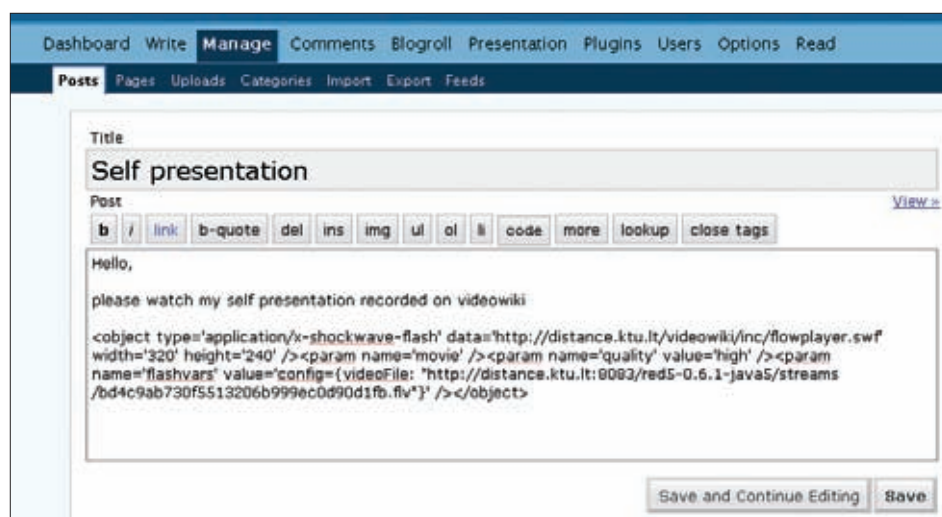 Dashboard Write Manage Comments Blogroll Presentation Plugins Users Options Read
Posts Pages Uploads Categories Import Export Feeds
Title
Self presentation
Post View »
b i link b-quote del ins img ul ol li code more lookup close tags
Hello,
please watch my self presentation recorded on videowiki
<object type='application/x-shockwave-flash' data='http://distance.ktu.lt/videowiki/inc/flowplayer.swf'
width='320' height='240' /><param name='movie' /><param name='quality' value='high' /><param
name='flashvars' value='config={videoFile: "http://distance.ktu.lt:8083/red5-0.6.1-java5/streams
/bd4c9ab730f5513206b999ec0d90d1fb.flv"}' /></object>
Save and Continue Editing Save